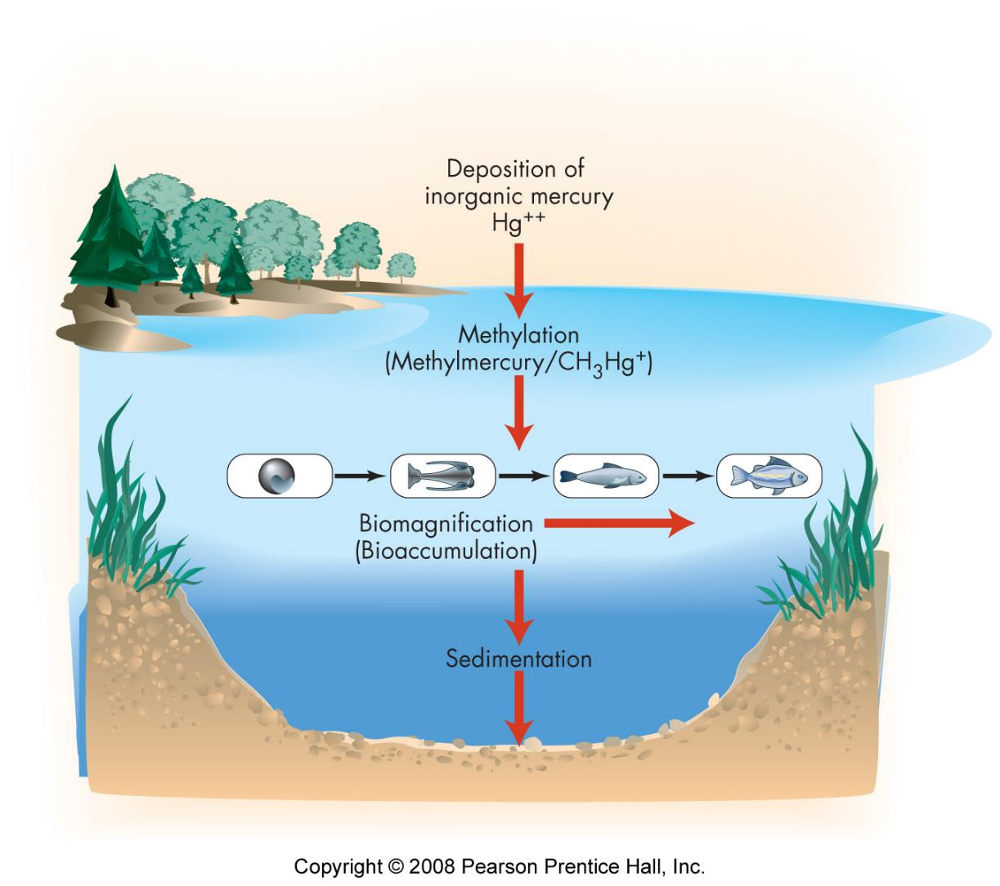 Deposition of
inorganic mercury
Hg⁺⁺
Methylation
(Methylmercury/CH₃Hg⁺)
Biomagnification
(Bioaccumulation)
Sedimentation
Copyright © 2008 Pearson Prentice Hall, Inc.